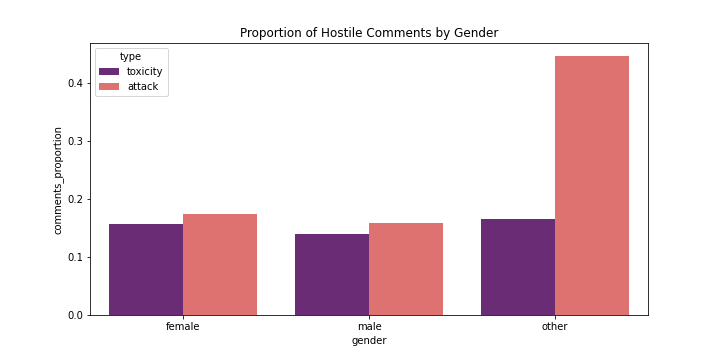 Proportion of Hostile Comments by Gender
type
toxicity
attack
comments_proportion
0.4
0.3
0.2
0.1
0.0
female
male
other
gender